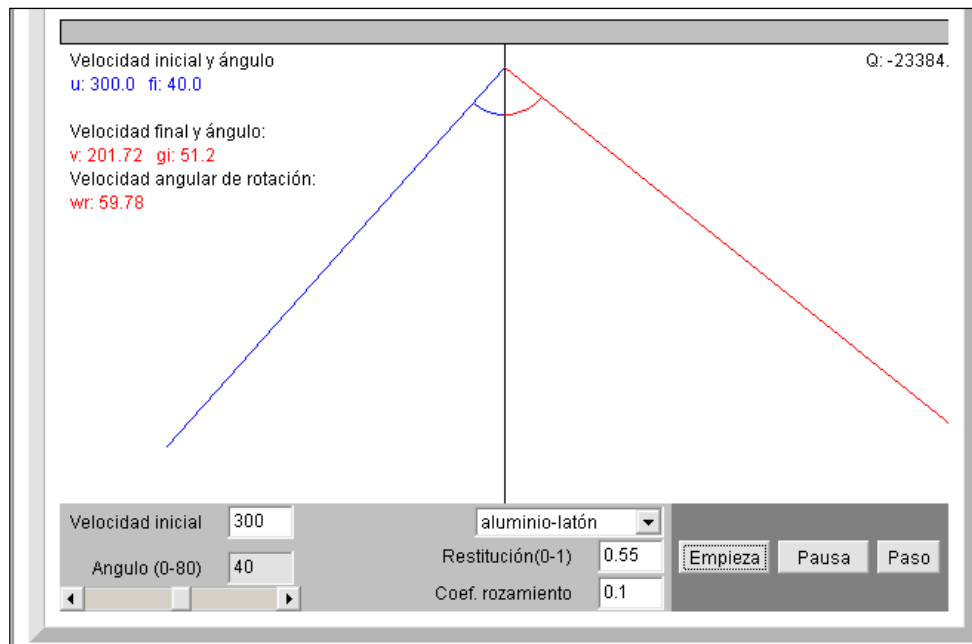 Velocidad inicial y ángulo
Q: -23384.
u: 300.0 fi: 40.0
Velocidad final y ángulo:
v: 201.72 gi: 51.2
Velocidad angular de rotación:
wr: 59.78
Velocidad inicial 300
Angulo (0-80) 40
aluminio-latón
Restitución(0-1) 0.55
Coef. rozamiento 0.1
Empieza Pausa Paso